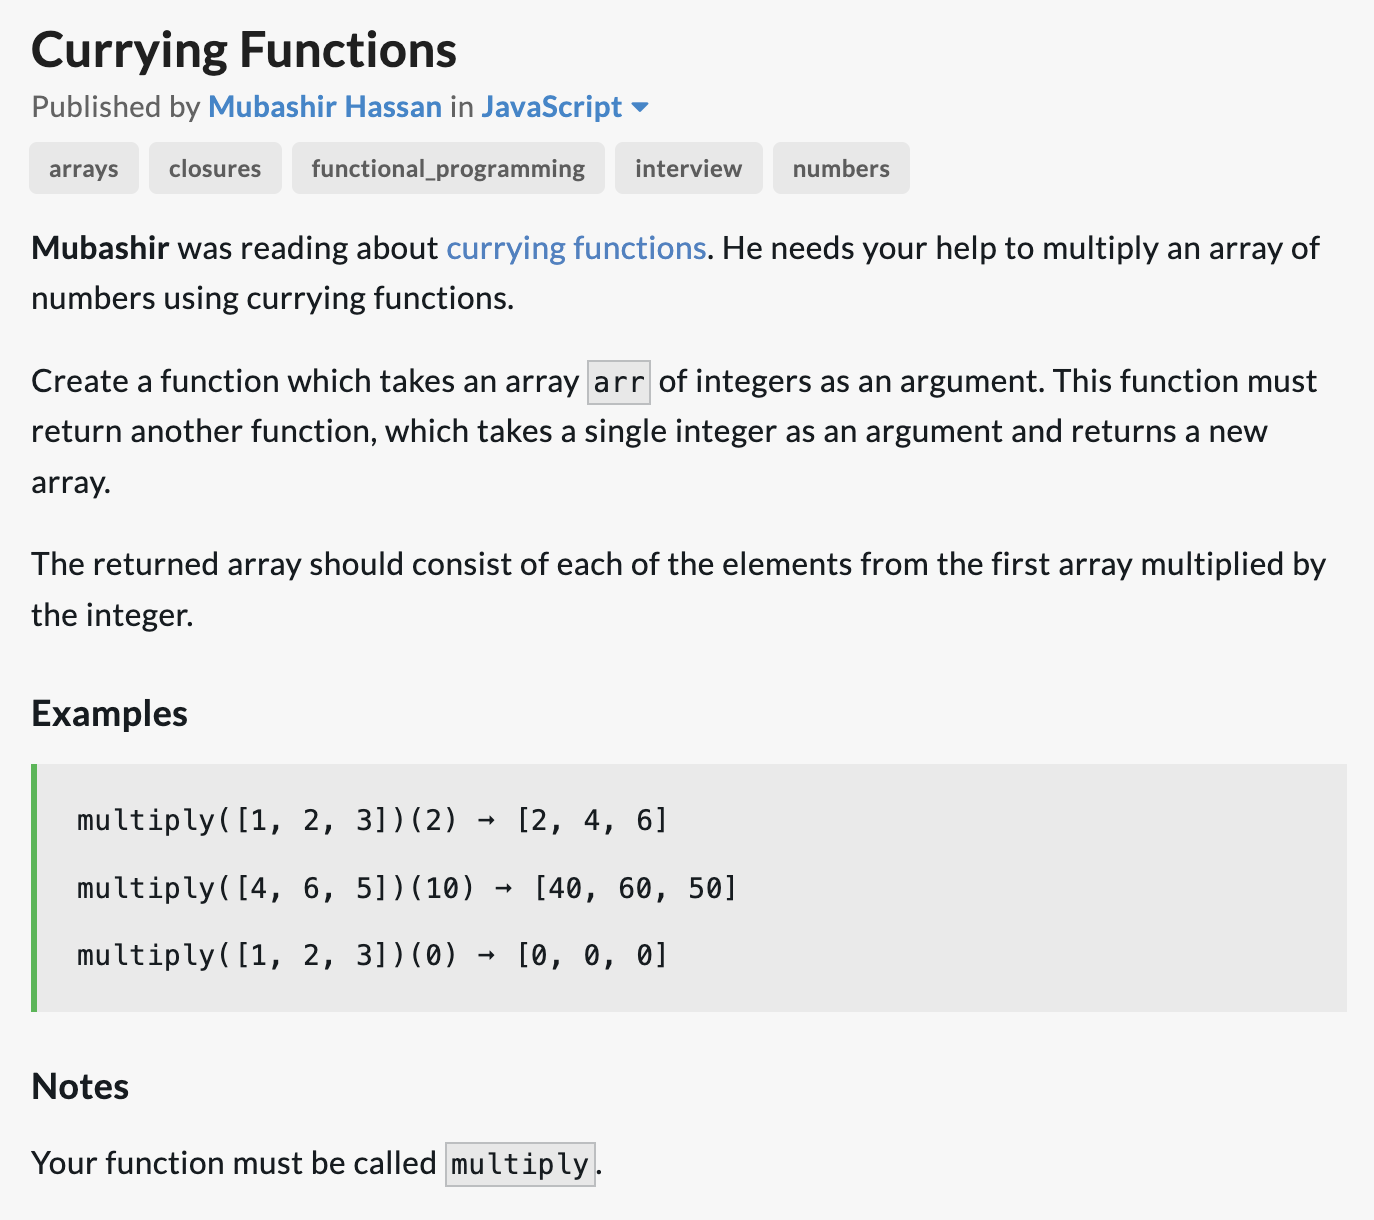 Currying Functions
Published by Mubashir Hassan in JavaScript
arrays closures functional_programming interview numbers
Mubashir was reading about currying functions. He needs your help to multiply an array of
numbers using currying functions.
Create a function which takes an array arr of integers as an argument. This function must
return another function, which takes a single integer as an argument and returns a new
array.
The returned array should consist of each of the elements from the first array multiplied by
the integer.
Examples
multiply([1, 2, 3])(2) → [2, 4, 6]
multiply([4, 6, 5])(10) → [40, 60, 50]
multiply([1, 2, 3])(0) → [0, 0, 0]
Notes
Your function must be called multiply.